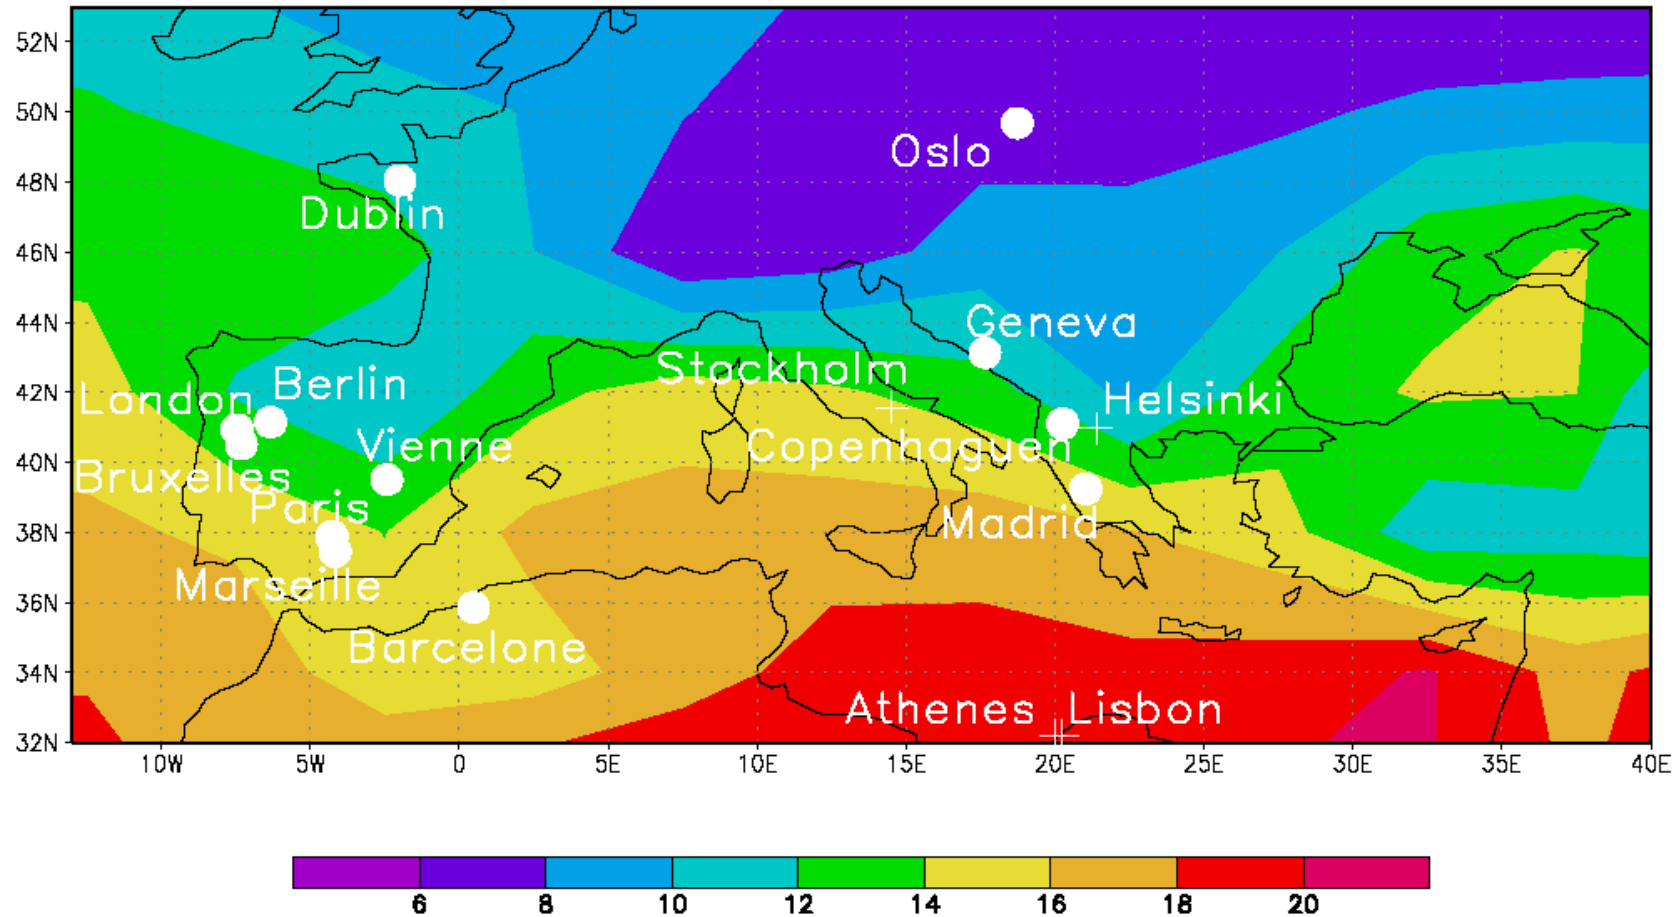 52N
50N
Oslo
48N
Dublin
46N
44N
Geneva
Stockholm
42N
London
Berlin
Helsinki
Vienne
Copenhaguen
40N
Bruxelles
Paris
Madrid
38N
Marseille
36N
Barcelone
34N
Athenes
Lisbon
32N
10W 5W 0 5E 10E 15E 20E 25E 30E 35E 40E
6 8 10 12 14 16 18 20